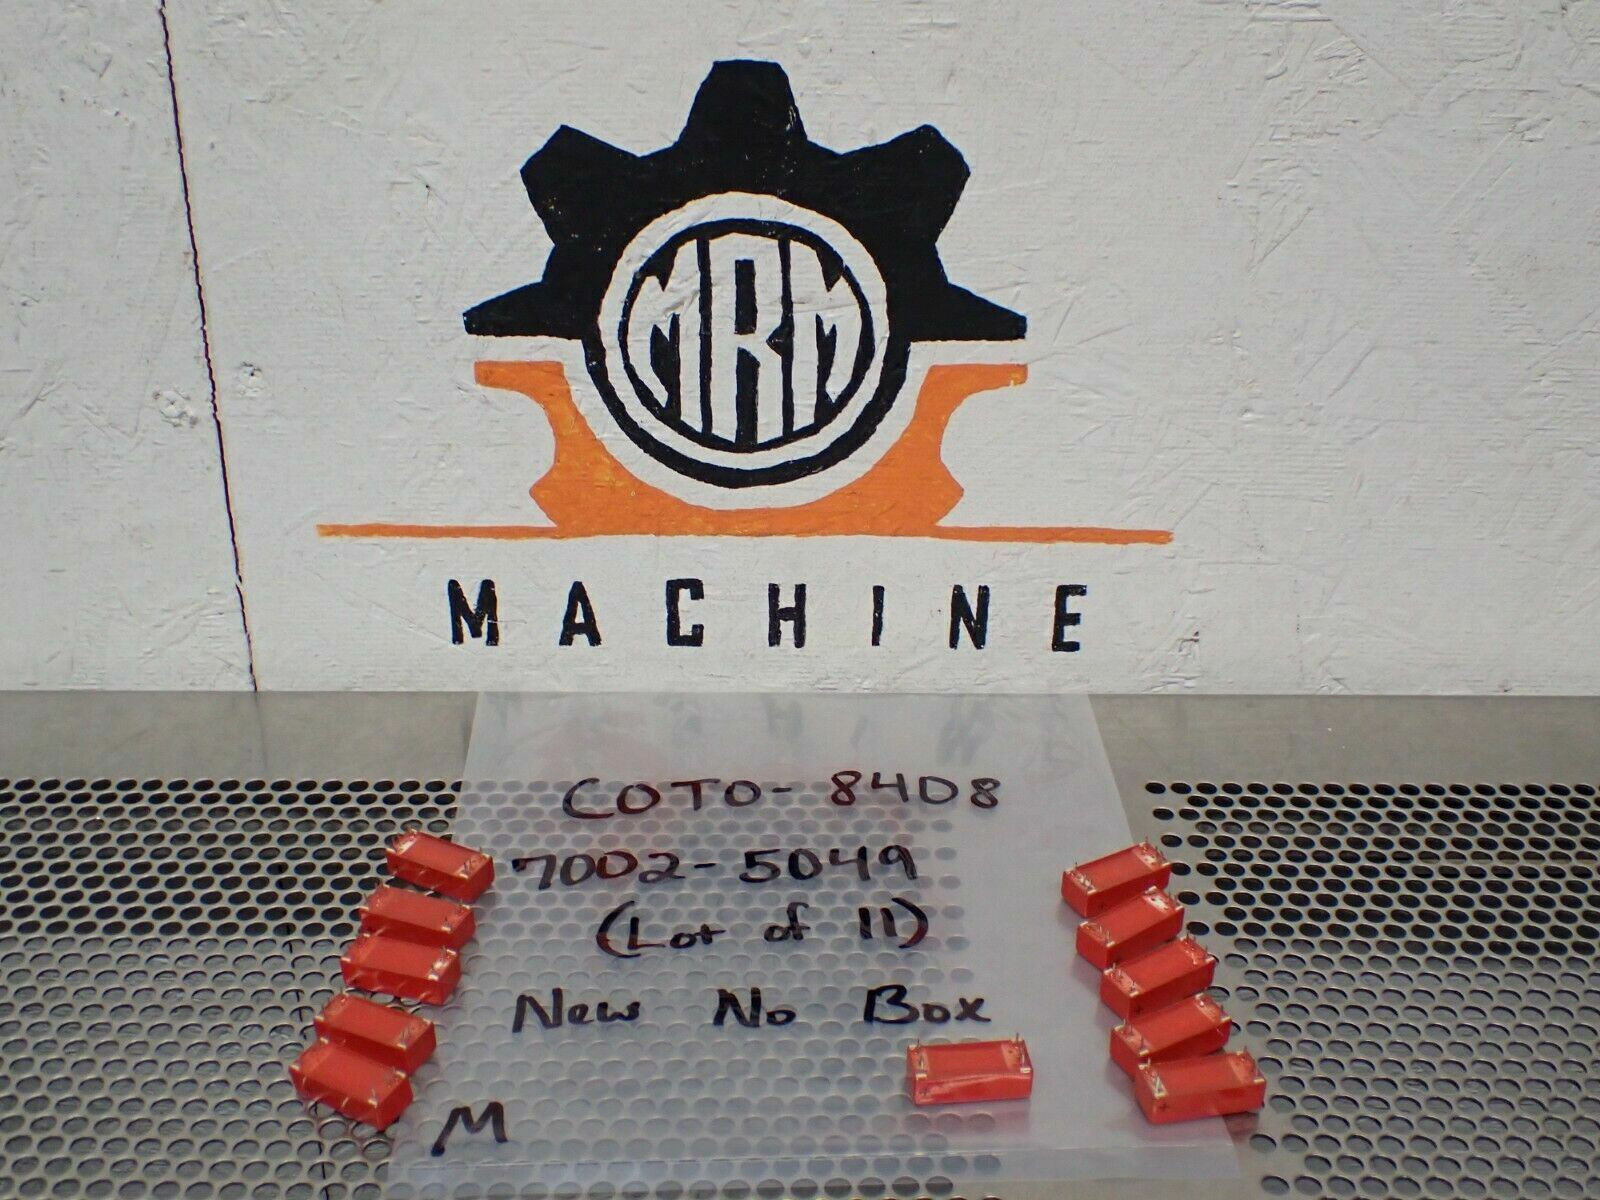 MRM
MACHINE
COTO-8408
7002-5049
(Lot of 11)
New No Box
M